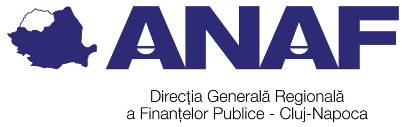 ANAF
Direcția Generală Regională
a Finanțelor Publice - Cluj-Napoca